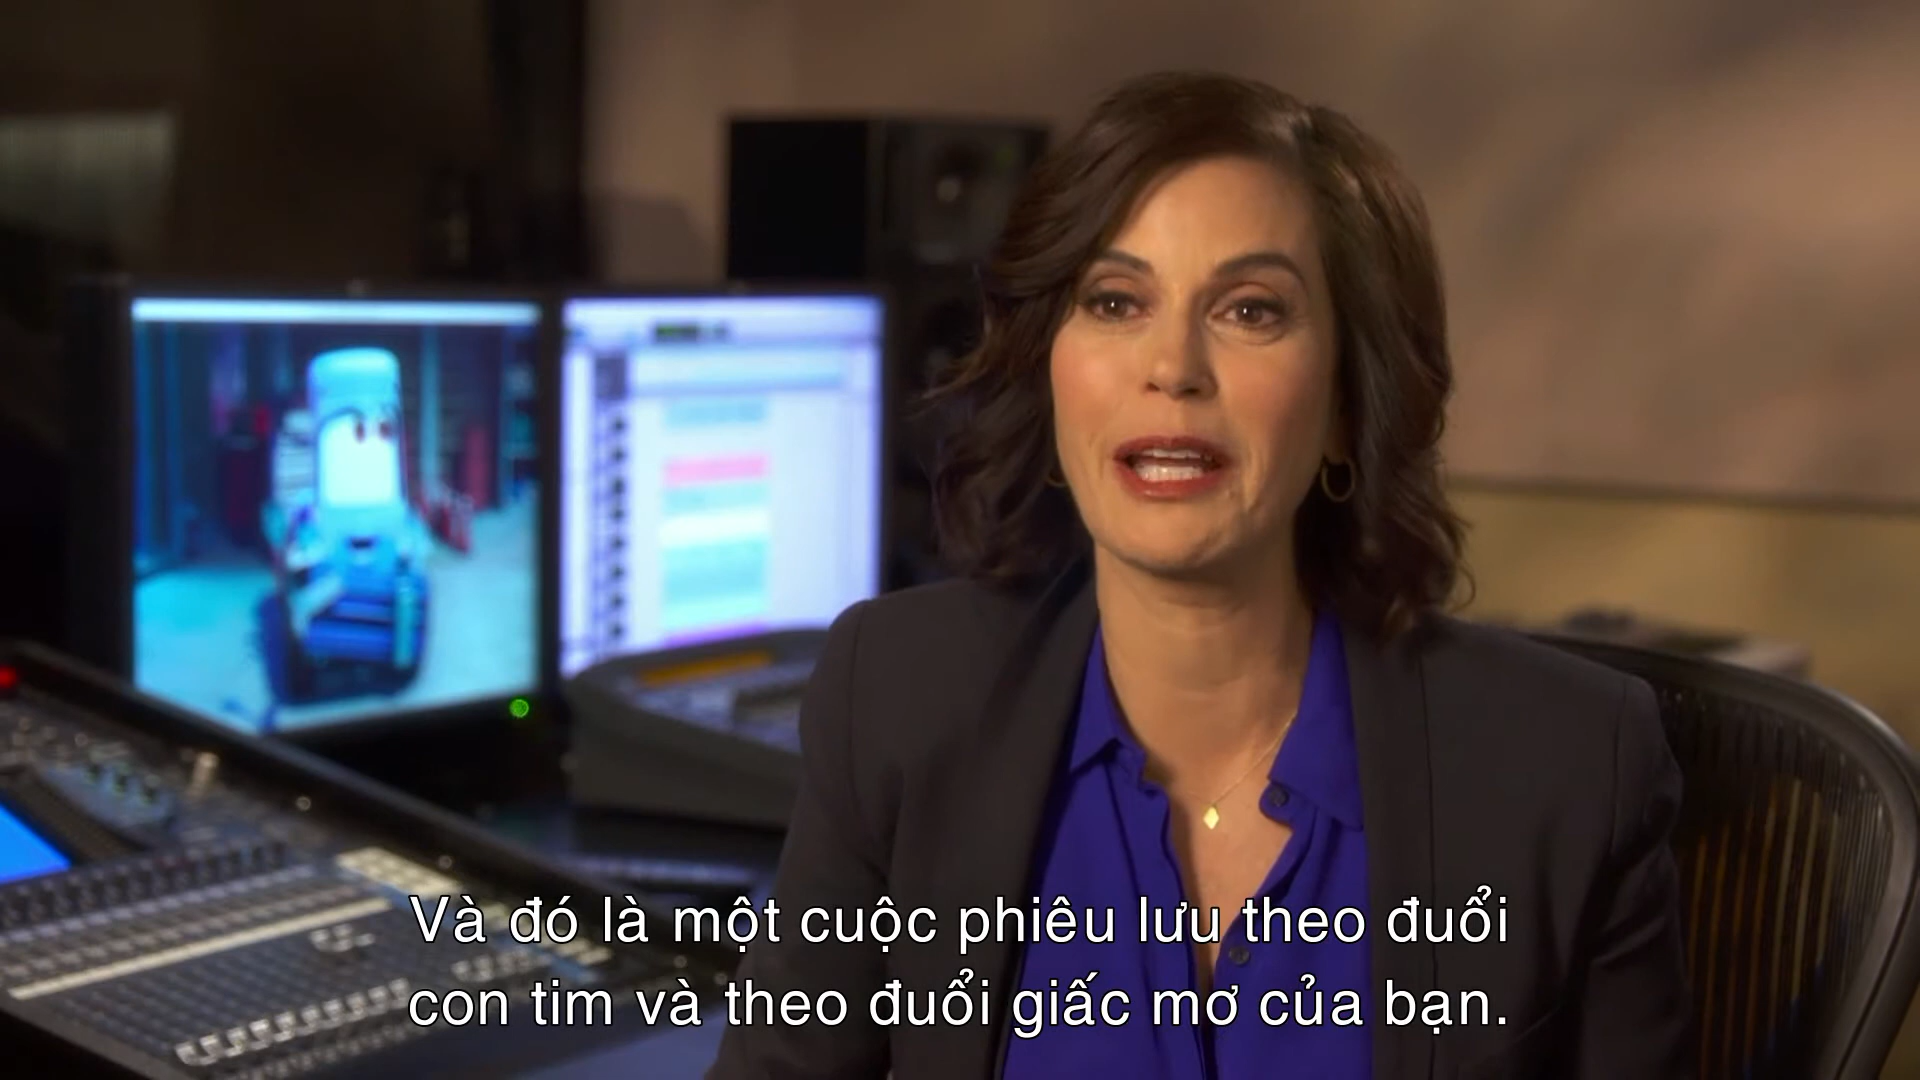 Và đó là một cuộc phiêu lưu theo đuổi
con tim và theo đuổi giấc mơ của bạn.